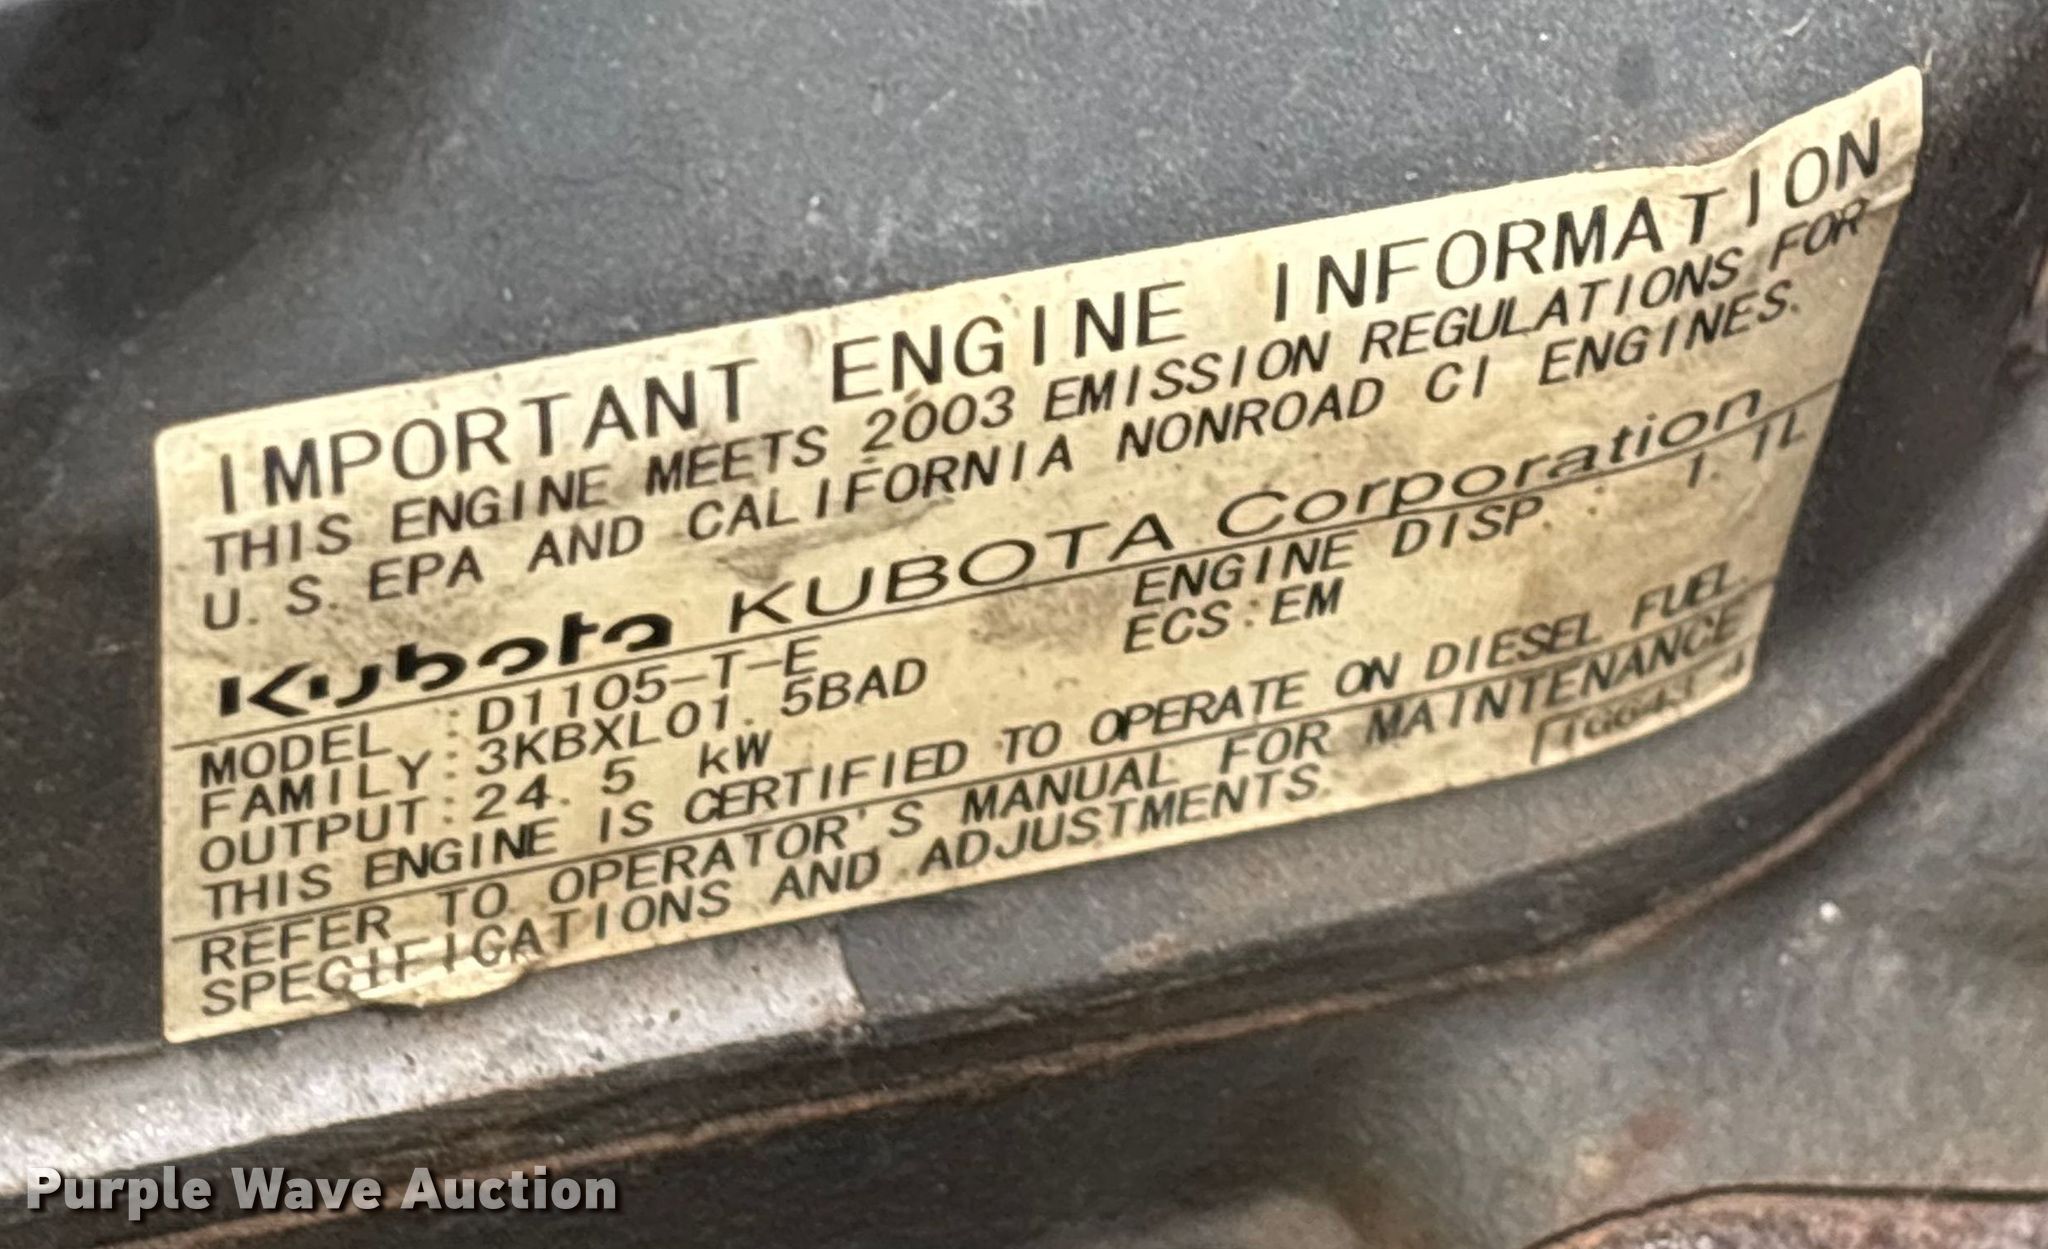 IMPORTANT ENGINE INFORMATION
THIS ENGINE MEETS 2003 EMISSION REGULATIONS FOR
U.S. EPA AND CALIFORNIA NONROAD CI ENGINES.
Kubota KUBOTA Corporation
MODEL : D1105-T-E ENGINE DISP. : 1.1L
FAMILY : 3KBXL01.5BAD ECS : EM
OUTPUT : 24.5 kW
THIS ENGINE IS CERTIFIED TO OPERATE ON DIESEL FUEL.
REFER TO OPERATOR'S MANUAL FOR MAINTENANCE
SPECIFICATIONS AND ADJUSTMENTS.
Purple Wave Auction